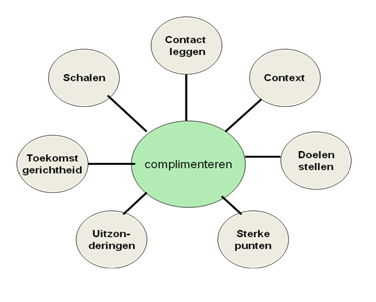 Contact
leggen
Schalen
Context
complimenteren
Toekomst
gerichtheid
Doelen
stellen
Uitzon-
deringen
Sterke
punten